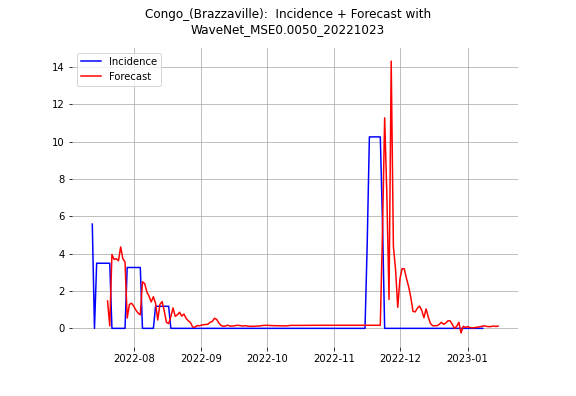 Congo_(Brazzaville):  Incidence + Forecast with
WaveNet_MSE0.0050_20221023
Incidence
Forecast
14
12
10
8
6
4
2
0
2022-08 2022-09 2022-10 2022-11 2022-12 2023-01